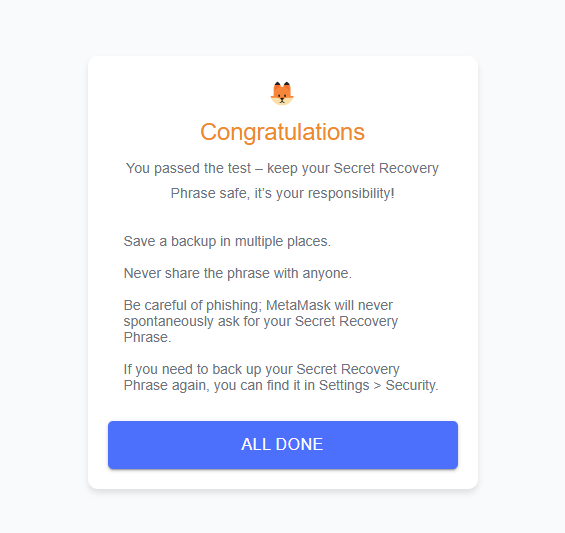 Congratulations
You passed the test – keep your Secret Recovery
Phrase safe, it’s your responsibility!
Save a backup in multiple places.
Never share the phrase with anyone.
Be careful of phishing; MetaMask will never
spontaneously ask for your Secret Recovery
Phrase.
If you need to back up your Secret Recovery
Phrase again, you can find it in Settings > Security.
ALL DONE